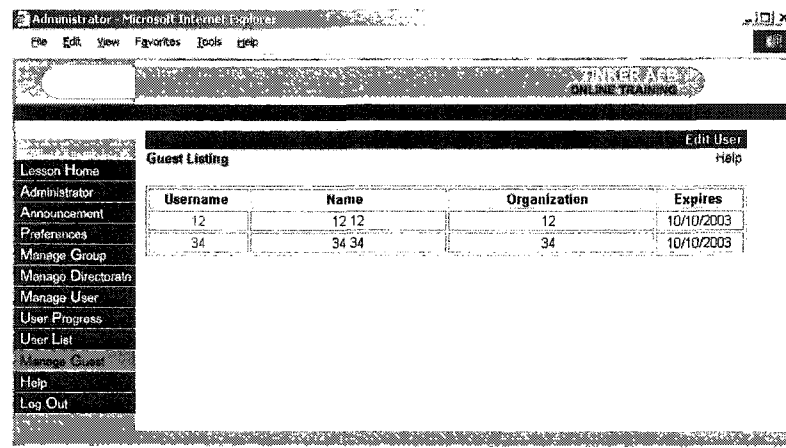 Administrator - Microsoft Internet Explorer
File Edit View Favorites Tools Help
TINKER AFB
ONLINE TRAINING
Edit User
Guest Listing Help
Lesson Home
Administrator
Announcement
Preferences
Manage Group
Manage Directorate
Manage User
User Progress
User List
Manage Guest
Help
Log Out
Username Name Organization Expires
12 12 12 12 10/10/2003
34 34 34 34 10/10/2003